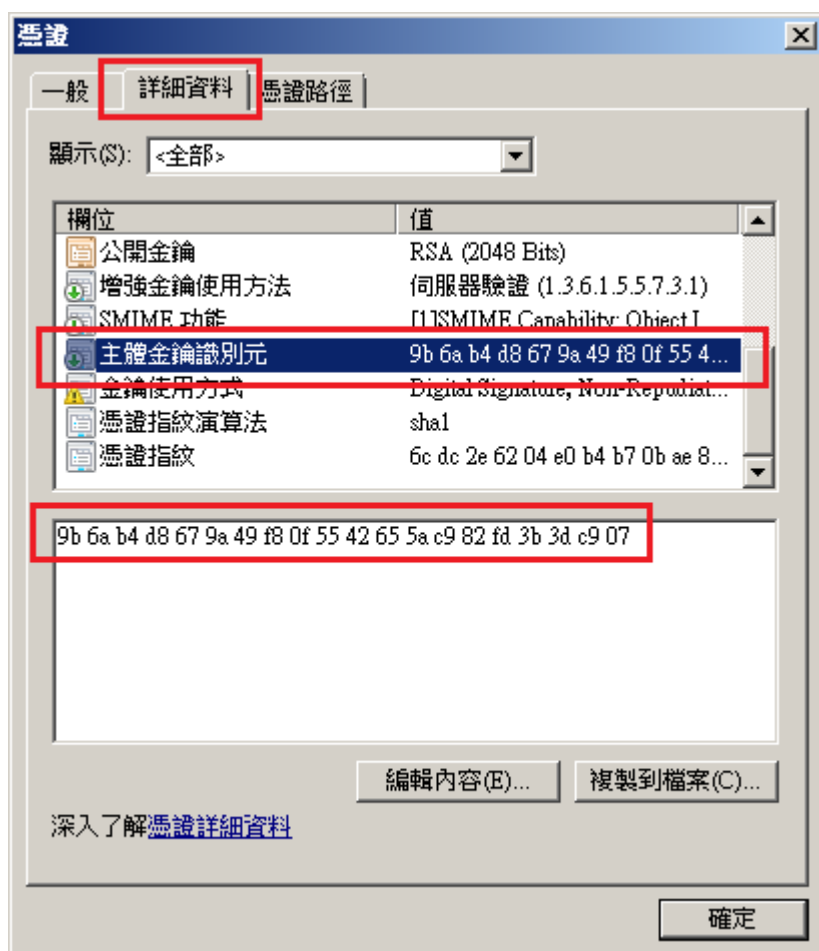 憑證
一般 詳細資料 憑證路徑
顯示(S): <全部>
欄位 值
公開金鑰 RSA (2048 Bits)
增強金鑰使用方法 伺服器驗證 (1.3.6.1.5.5.7.3.1)
SMIME 功能 [1]SMIME Capability: Object I...
主體金鑰識別元 9b 6a b4 d8 67 9a 49 f8 0f 55 4...
金鑰使用方式 Digital Signature, Non-Repudiat...
憑證指紋演算法 sha1
憑證指紋 6c dc 2e 62 04 e0 b4 b7 0b ae 8...
9b 6a b4 d8 67 9a 49 f8 0f 55 42 65 5a c9 82 fd 3b 3d c9 07
編輯內容(E)... 複製到檔案(C)...
深入了解憑證詳細資料
確定